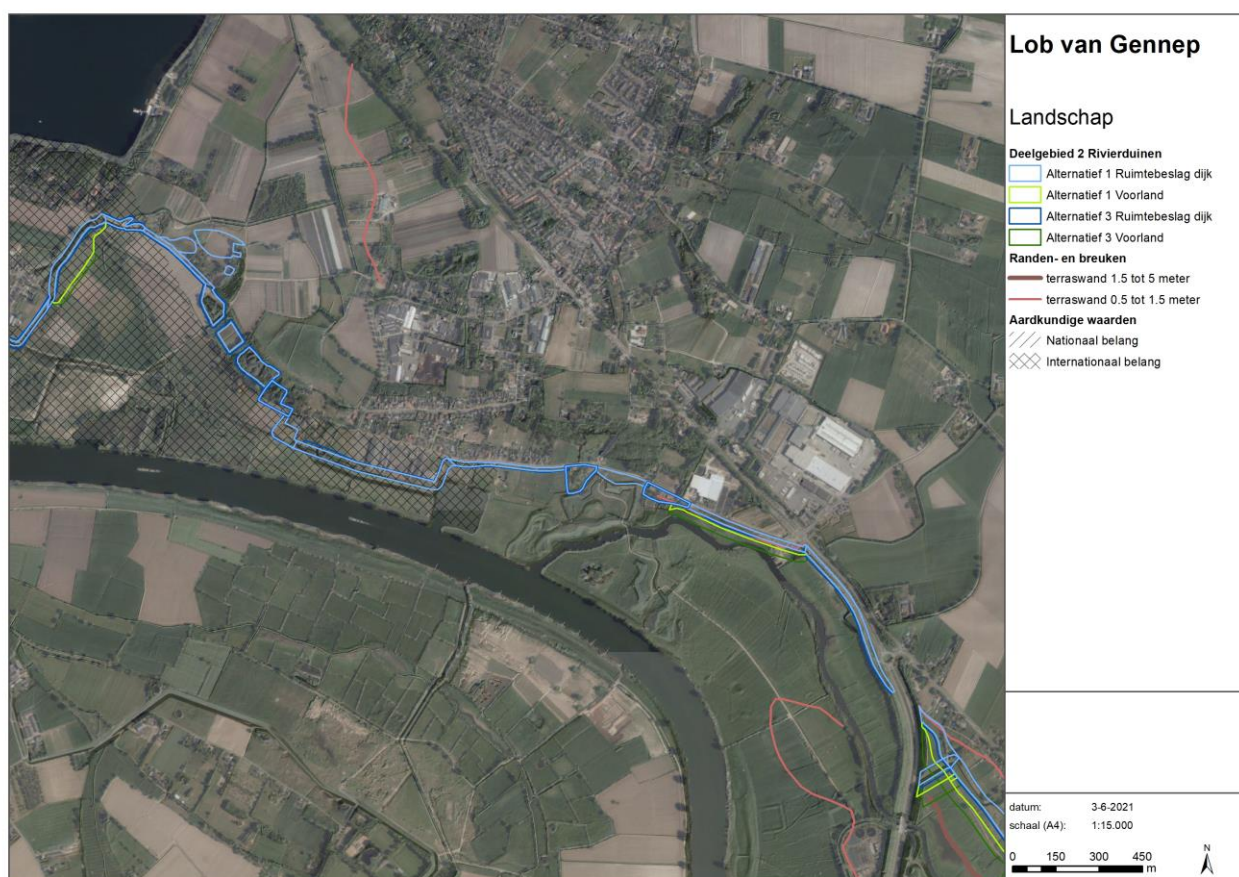 Lob van Gennep
Landschap
Deelgebied 2 Rivierduinen
Alternatief 1 Ruimtebeslag dijk
Alternatief 1 Voorland
Alternatief 3 Ruimtebeslag dijk
Alternatief 3 Voorland
Randen- en breuken
terraswand 1.5 tot 5 meter
terraswand 0.5 tot 1.5 meter
Aardkundige waarden
Nationaal belang
Internationaal belang
datum: 3-6-2021
schaal (A4): 1:15.000
N
0 150 300 450
m